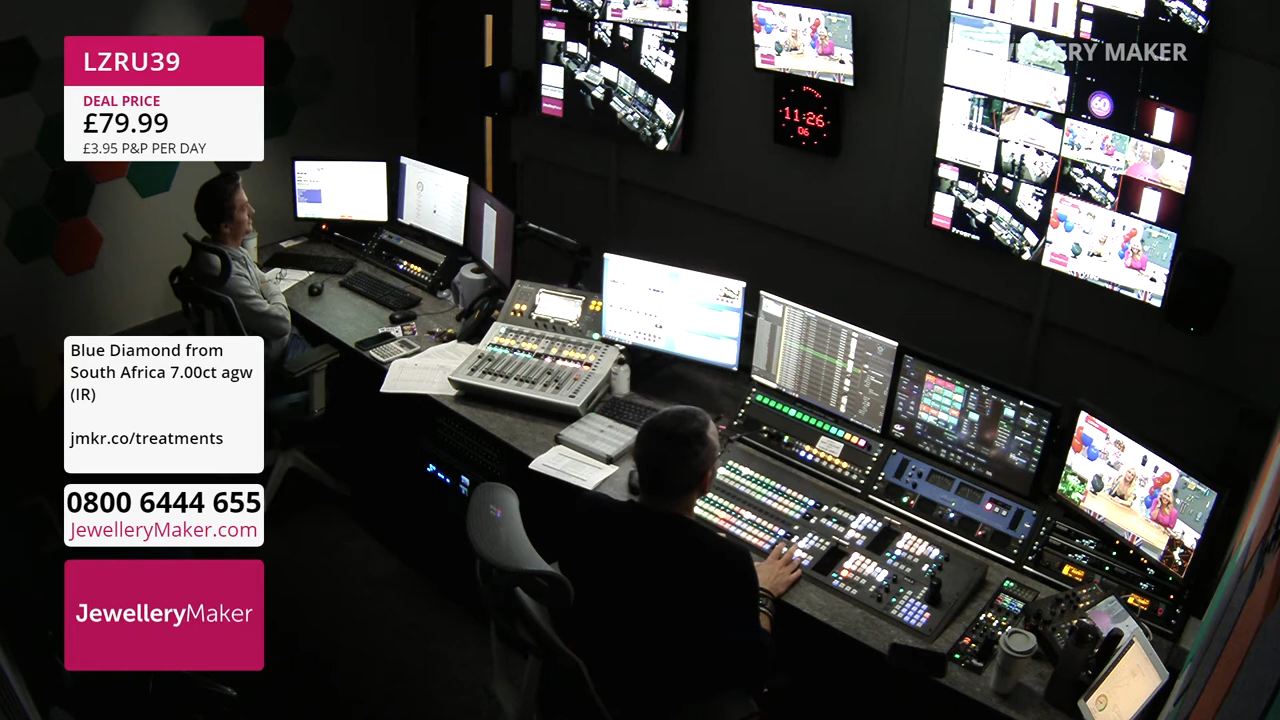 LZRU39
DEAL PRICE
£79.99
£3.95 P&P PER DAY
Blue Diamond from
South Africa 7.00ct agw
(IR)
jmkr.co/treatments
0800 6444 655
JewelleryMaker.com
JewelleryMaker
JEWELLERY MAKER
11:26
06
60
Program